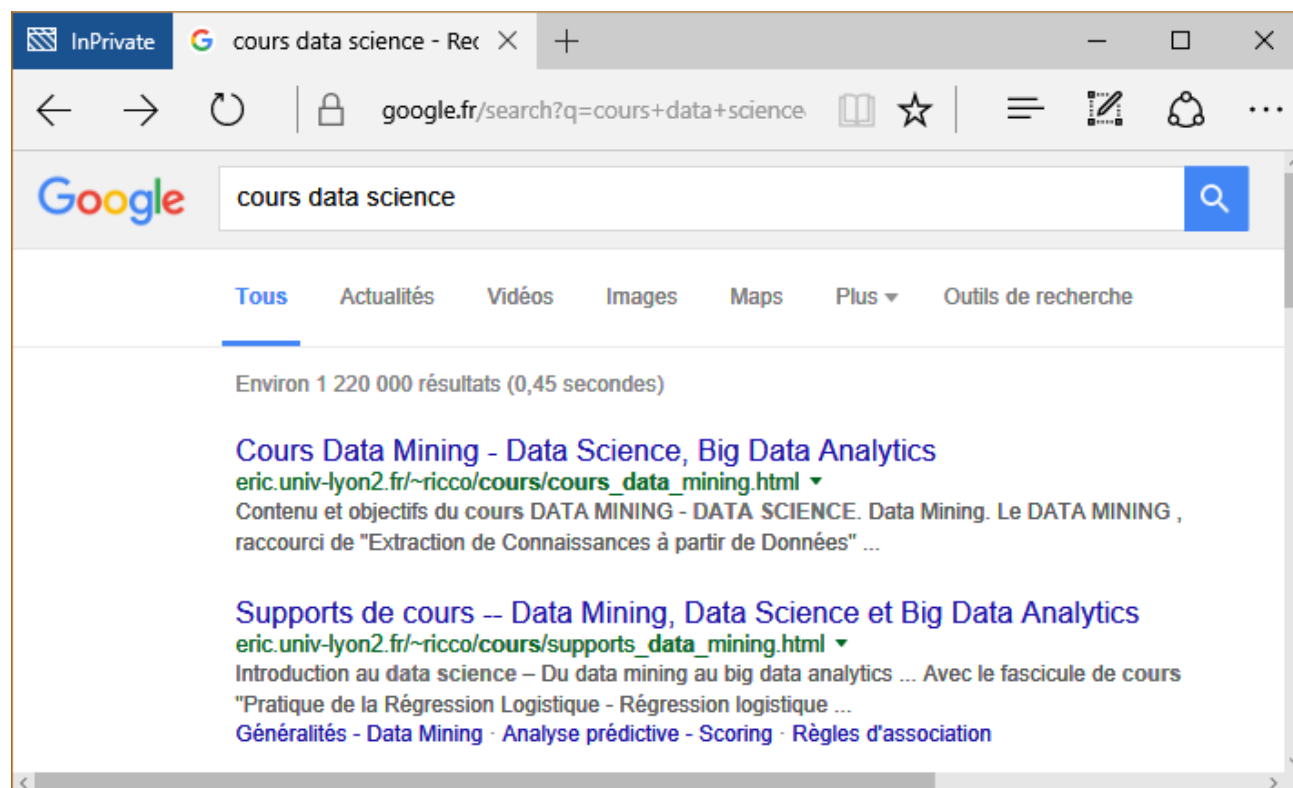 InPrivate
cours data science - Rec
google.fr/search?q=cours+data+science
Google
cours data science
Tous Actualités Vidéos Images Maps Plus Outils de recherche
Environ 1 220 000 résultats (0,45 secondes)
Cours Data Mining - Data Science, Big Data Analytics
eric.univ-lyon2.fr/~ricco/cours/cours_data_mining.html
Contenu et objectifs du cours DATA MINING - DATA SCIENCE. Data Mining. Le DATA MINING ,
raccourci de "Extraction de Connaissances à partir de Données" ...
Supports de cours -- Data Mining, Data Science et Big Data Analytics
eric.univ-lyon2.fr/~ricco/cours/supports_data_mining.html
Introduction au data science – Du data mining au big data analytics ... Avec le fascicule de cours
"Pratique de la Régression Logistique - Régression logistique ...
Généralités - Data Mining · Analyse prédictive - Scoring · Règles d'association